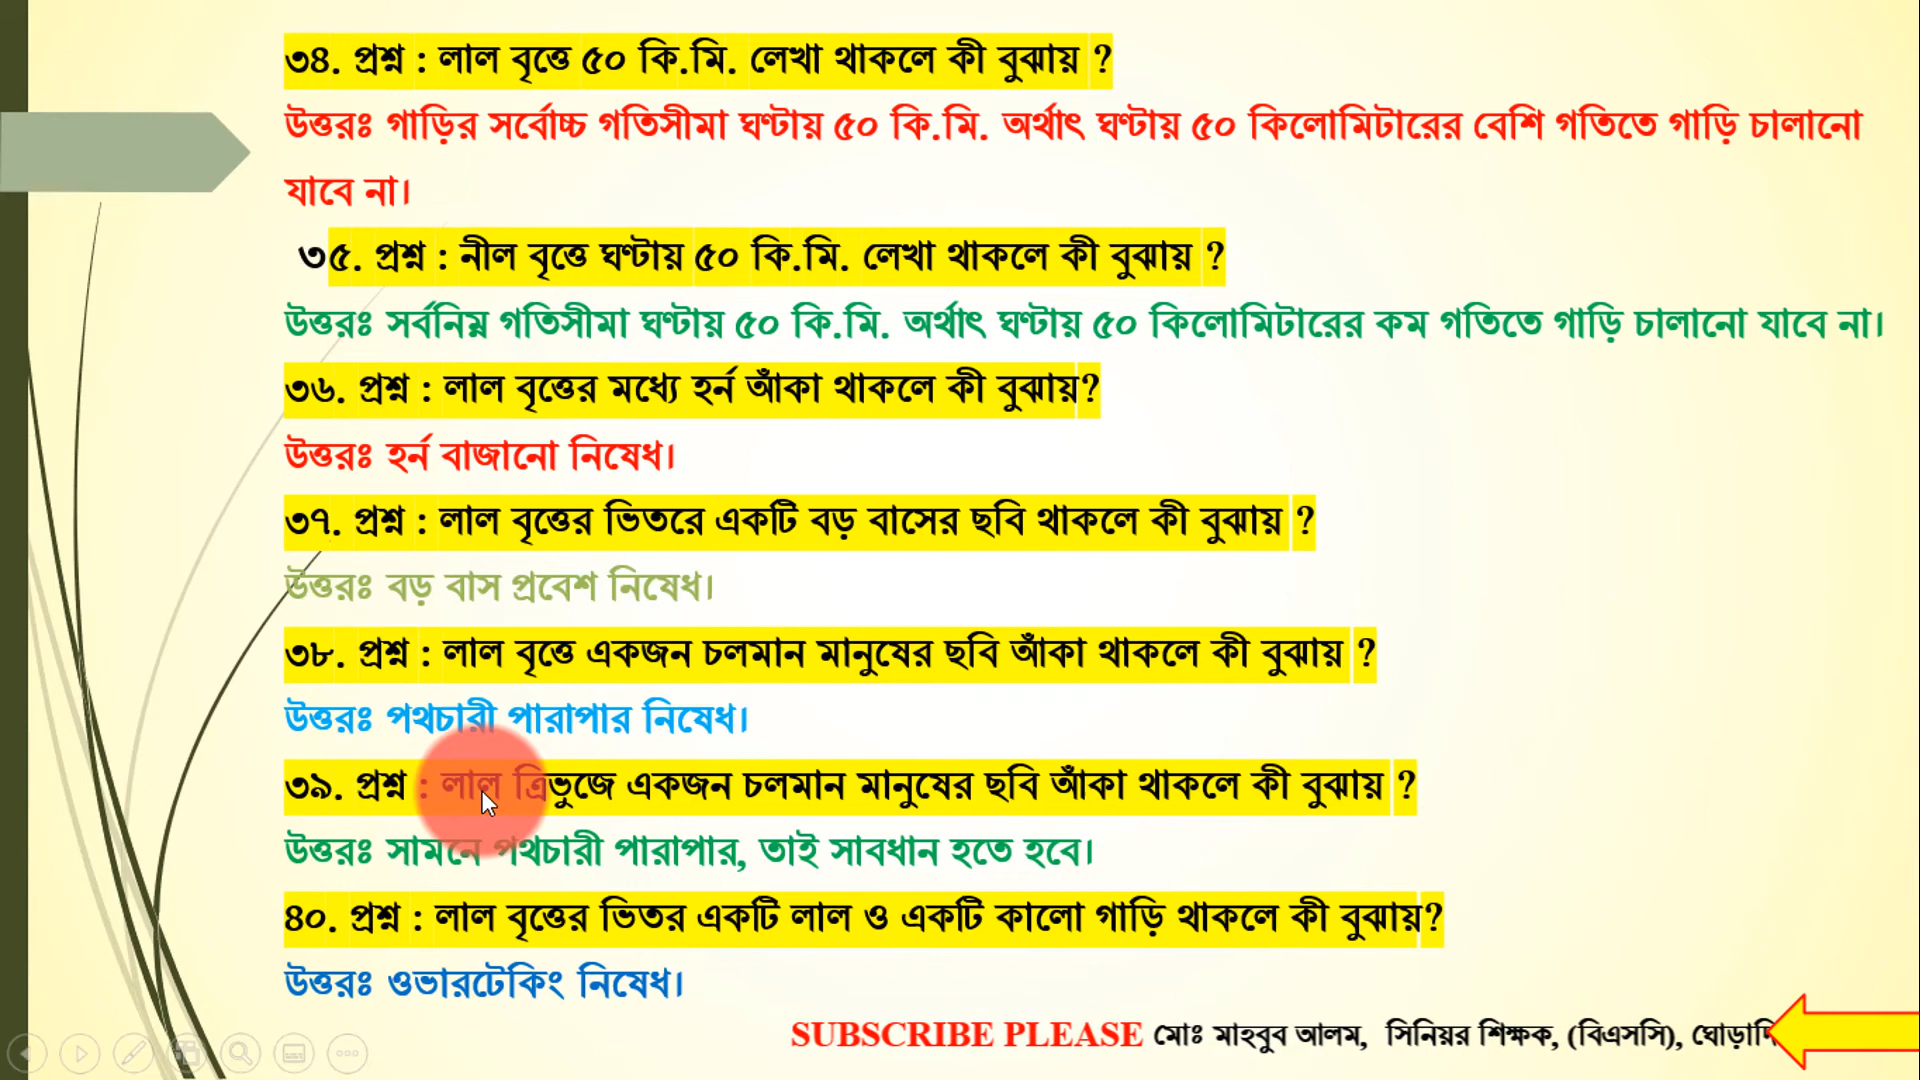 ৩৪. প্রশ্ন : লাল বৃত্তে ৫০ কি.মি. লেখা থাকলে কী বুঝায় ?
উত্তরঃ গাড়ির সর্বোচ্চ গতিসীমা ঘণ্টায় ৫০ কি.মি. অর্থাৎ ঘণ্টায় ৫০ কিলোমিটারের বেশি গতিতে গাড়ি চালানো
যাবে না।
৩৫. প্রশ্ন : নীল বৃত্তে ঘণ্টায় ৫০ কি.মি. লেখা থাকলে কী বুঝায় ?
উত্তরঃ সর্বনিম্ন গতিসীমা ঘণ্টায় ৫০ কি.মি. অর্থাৎ ঘণ্টায় ৫০ কিলোমিটারের কম গতিতে গাড়ি চালানো যাবে না।
৩৬. প্রশ্ন : লাল বৃত্তের মধ্যে হর্ন আঁকা থাকলে কী বুঝায়?
উত্তরঃ হর্ন বাজানো নিষেধ।
৩৭. প্রশ্ন : লাল বৃত্তের ভিতরে একটি বড় বাসের ছবি থাকলে কী বুঝায় ?
উত্তরঃ বড় বাস প্রবেশ নিষেধ।
৩৮. প্রশ্ন : লাল বৃত্তে একজন চলমান মানুষের ছবি আঁকা থাকলে কী বুঝায় ?
উত্তরঃ পথচারী পারাপার নিষেধ।
৩৯. প্রশ্ন : লাল ত্রিভুজে একজন চলমান মানুষের ছবি আঁকা থাকলে কী বুঝায় ?
উত্তরঃ সামনে পথচারী পারাপার, তাই সাবধান হতে হবে।
৪০. প্রশ্ন : লাল বৃত্তের ভিতর একটি লাল ও একটি কালো গাড়ি থাকলে কী বুঝায়?
উত্তরঃ ওভারটেকিং নিষেধ।
SUBSCRIBE PLEASE মোঃ মাহবুব আলম, সিনিয়র শিক্ষক, (বিএসসি),